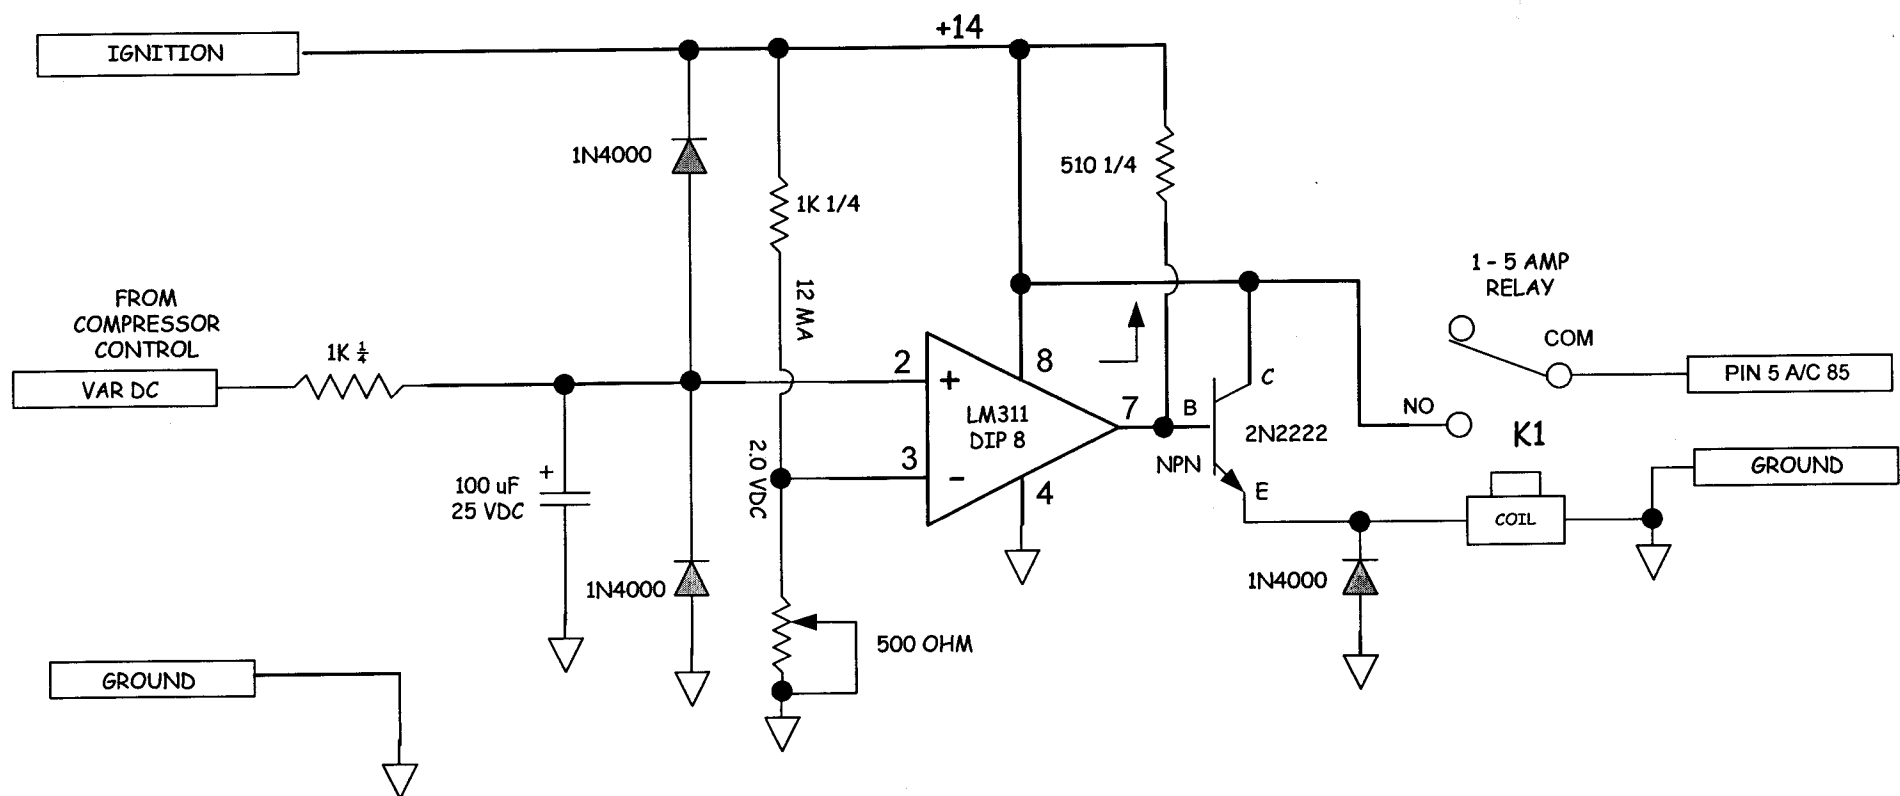 IGNITION
+14
1N4000
1K 1/4
510 1/4
12 MA
1 - 5 AMP
RELAY
FROM
COMPRESSOR
CONTROL
VAR DC
1K ¼
2
+
8
LM311
DIP 8
7
B
C
2N2222
NPN
E
COM
PIN 5 A/C 85
NO
K1
GROUND
3
-
4
2.0 VDC
+
100 uF
25 VDC
COIL
1N4000
1N4000
500 OHM
GROUND